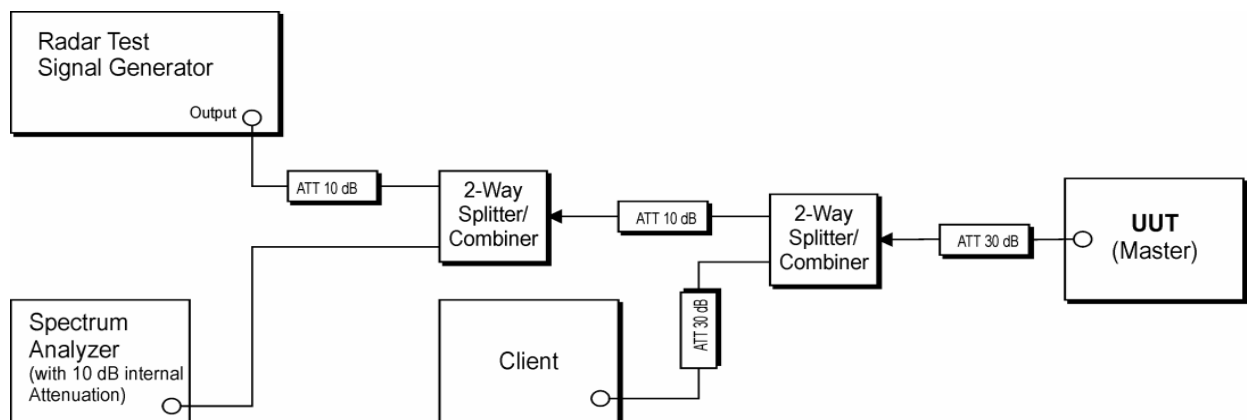 Radar Test
Signal Generator
Output
ATT 10 dB
2-Way
Splitter/
Combiner
ATT 10 dB
2-Way
Splitter/
Combiner
ATT 30 dB
UUT
(Master)
Spectrum
Analyzer
(with 10 dB internal
Attenuation)
Client
ATT 30 dB